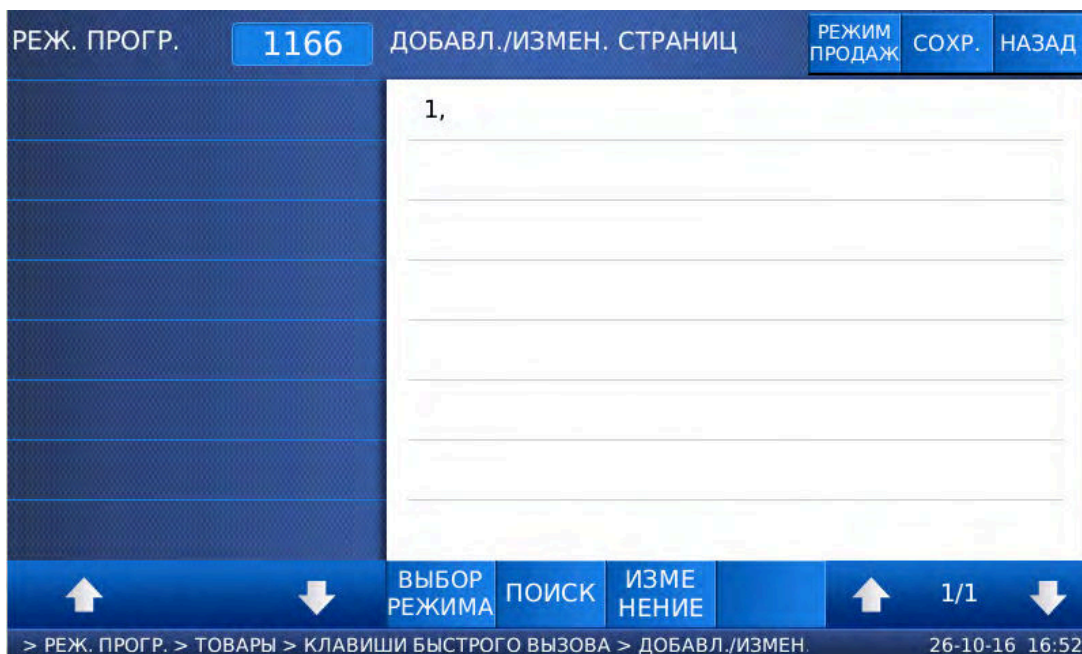 РЕЖ. ПРОГР. 1166 ДОБАВЛ./ИЗМЕН. СТРАНИЦ
РЕЖИМ
ПРОДАЖ
СОХР.
НАЗАД
1,
ВЫБОР
РЕЖИМА
ПОИСК
ИЗМЕ
НЕНИЕ
1/1
> РЕЖ. ПРОГР. > ТОВАРЫ > КЛАВИШИ БЫСТРОГО ВЫЗОВА > ДОБАВЛ./ИЗМЕН. 26-10-16 16:52